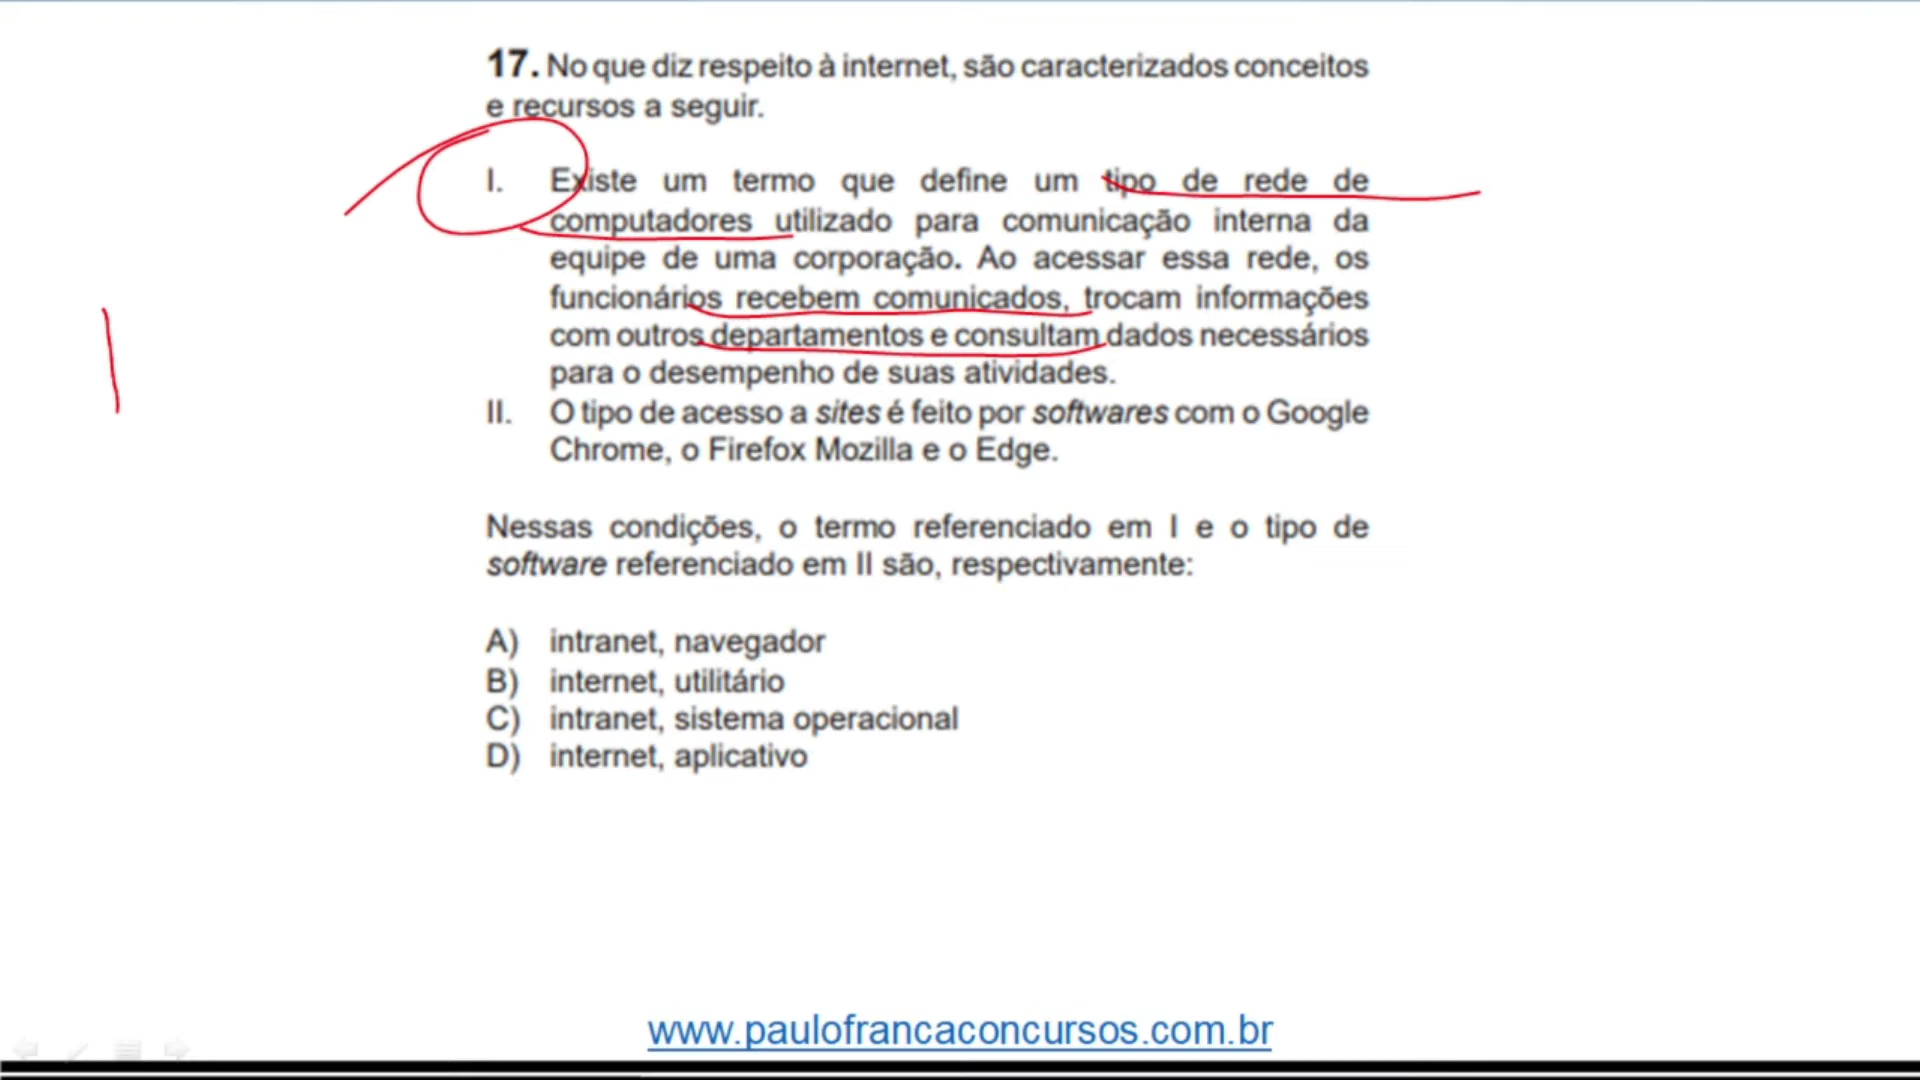 17. No que diz respeito à internet, são caracterizados conceitos
e recursos a seguir.
I. Existe um termo que define um tipo de rede de
computadores utilizado para comunicação interna da
equipe de uma corporação. Ao acessar essa rede, os
funcionários recebem comunicados, trocam informações
com outros departamentos e consultam dados necessários
para o desempenho de suas atividades.
II. O tipo de acesso a sites é feito por softwares com o Google
Chrome, o Firefox Mozilla e o Edge.
Nessas condições, o termo referenciado em I e o tipo de
software referenciado em II são, respectivamente:
A) intranet, navegador
B) internet, utilitário
C) intranet, sistema operacional
D) internet, aplicativo
www.paulofrancaconcursos.com.br